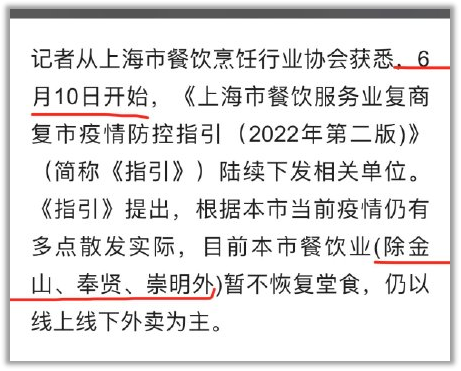 记者从上海市餐饮烹饪行业协会获悉，6
月10日开始，《上海市餐饮服务业复商
复市疫情防控指引（2022年第二版)》
（简称《指引》）陆续下发相关单位。
《指引》提出，根据本市当前疫情仍有
多点散发实际，目前本市餐饮业(除金
山、奉贤、崇明外)暂不恢复堂食，仍以
线上线下外卖为主。